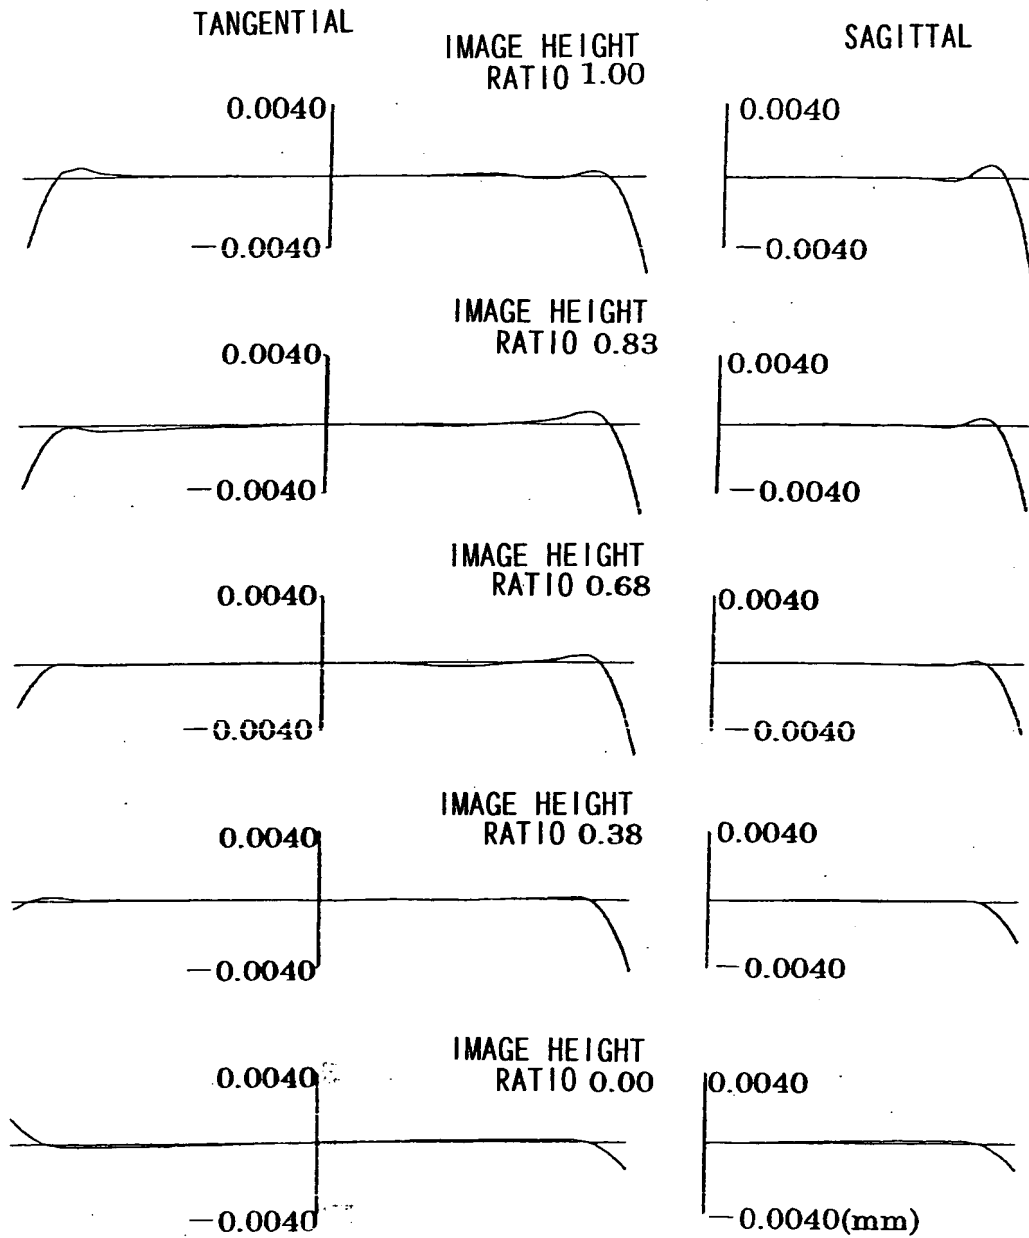 TANGENTIAL
SAGITTAL
IMAGE HEIGHT
RATIO 1.00
0.0040
0.0040
−0.0040
−0.0040
IMAGE HEIGHT
RATIO 0.83
0.0040
0.0040
−0.0040
−0.0040
IMAGE HEIGHT
RATIO 0.68
0.0040
0.0040
−0.0040
−0.0040
IMAGE HEIGHT
RATIO 0.38
0.0040
0.0040
−0.0040
−0.0040
IMAGE HEIGHT
RATIO 0.00
0.0040
0.0040
−0.0040
−0.0040(mm)